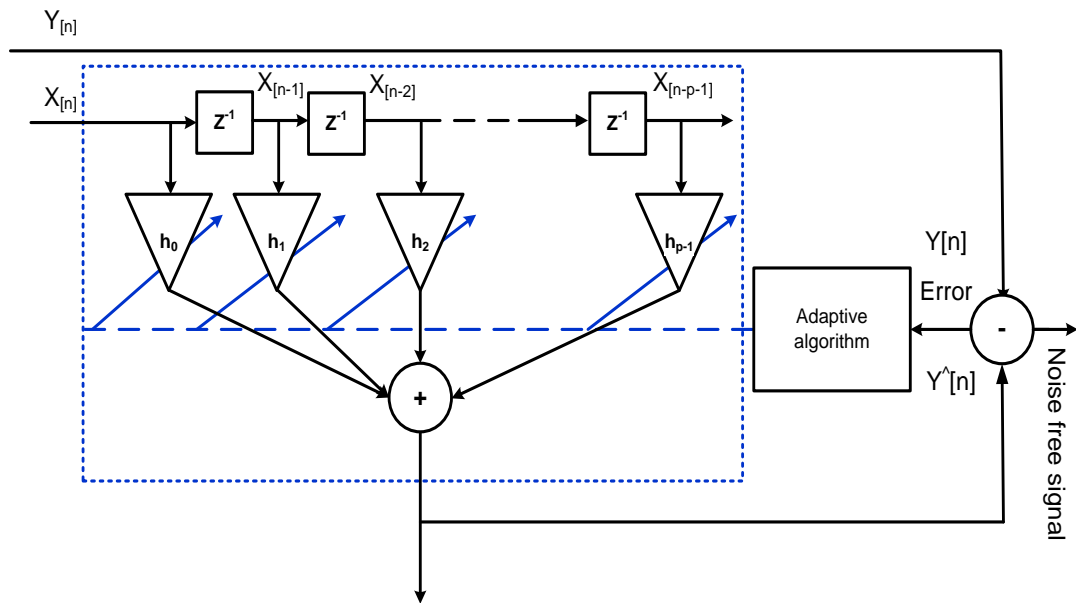 Y[n]
X[n]
X[n-1]
X[n-2]
X[n-p-1]
Z-1
Z-1
Z-1
h0
h1
h2
hp-1
Y[n]
Error
Adaptive
algorithm
-
Y^[n]
+
Noise free signal